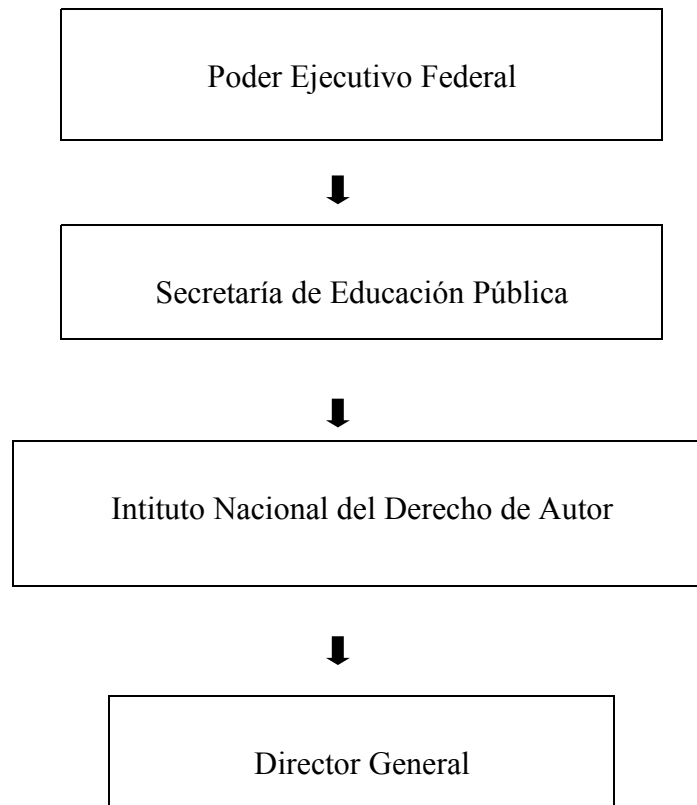 Poder Ejecutivo Federal
Secretaría de Educación Pública
Intituto Nacional del Derecho de Autor
Director General